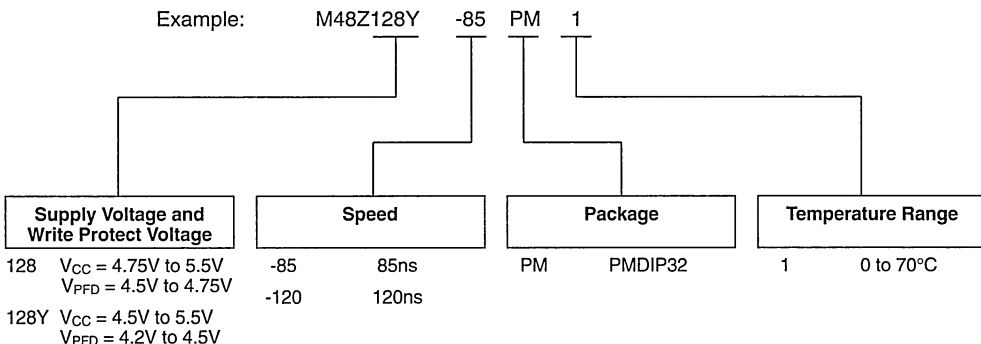 Example: M48Z128Y -85 PM 1
Supply Voltage and
Write Protect Voltage
Speed
Package
Temperature Range
128 VCC = 4.75V to 5.5V
VPFD = 4.5V to 4.75V
128Y VCC = 4.5V to 5.5V
VPFD = 4.2V to 4.5V
-85 85ns
-120 120ns
PM PMDIP32
1 0 to 70°C